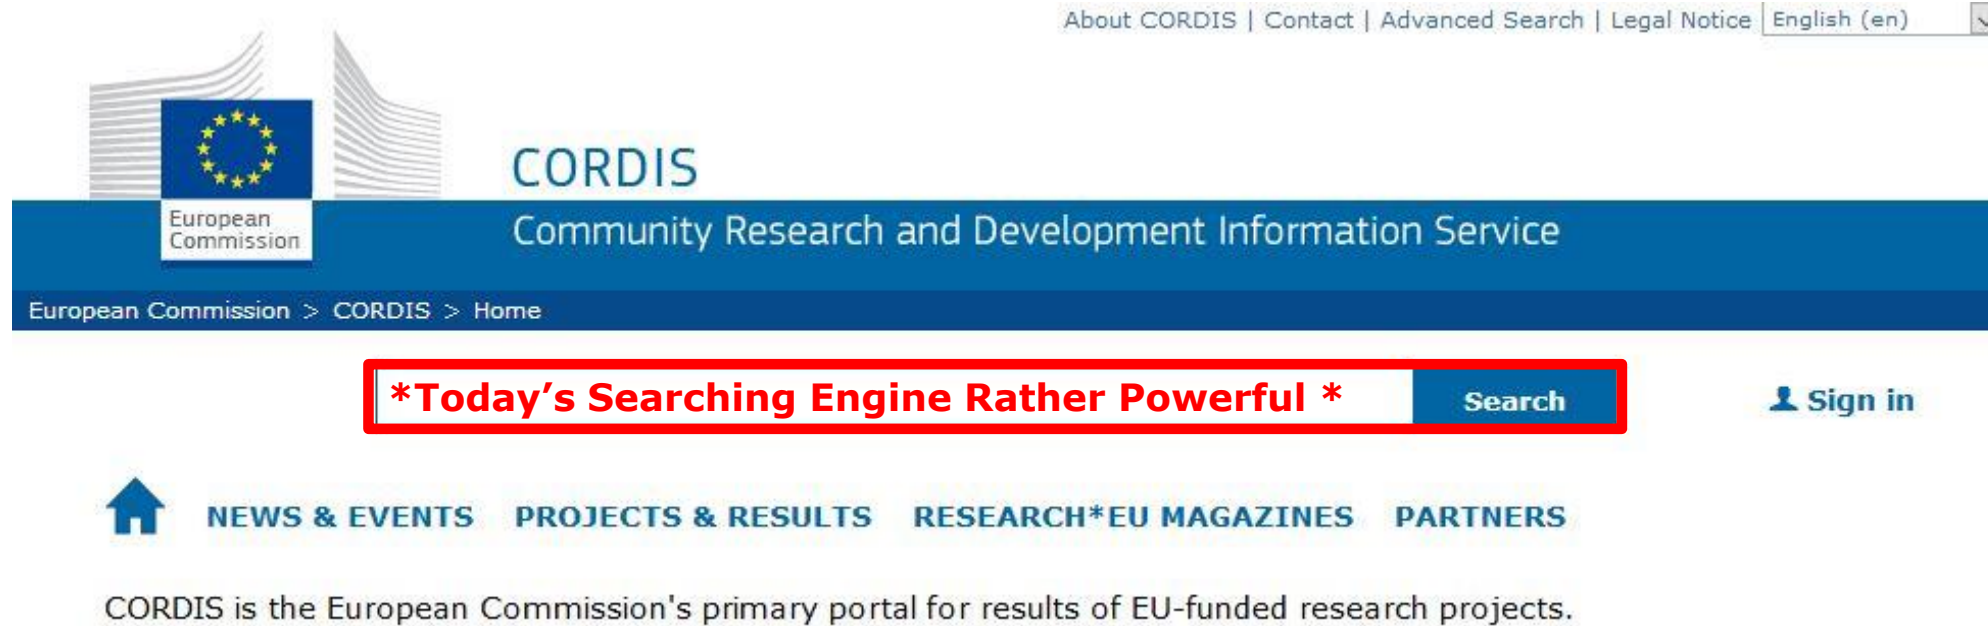 About CORDIS | Contact | Advanced Search | Legal Notice English (en)
CORDIS
European
Commission
Community Research and Development Information Service
European Commission > CORDIS > Home
*Today’s Searching Engine Rather Powerful * Search
Sign in
NEWS & EVENTS PROJECTS & RESULTS RESEARCH*EU MAGAZINES PARTNERS
CORDIS is the European Commission's primary portal for results of EU-funded research projects.